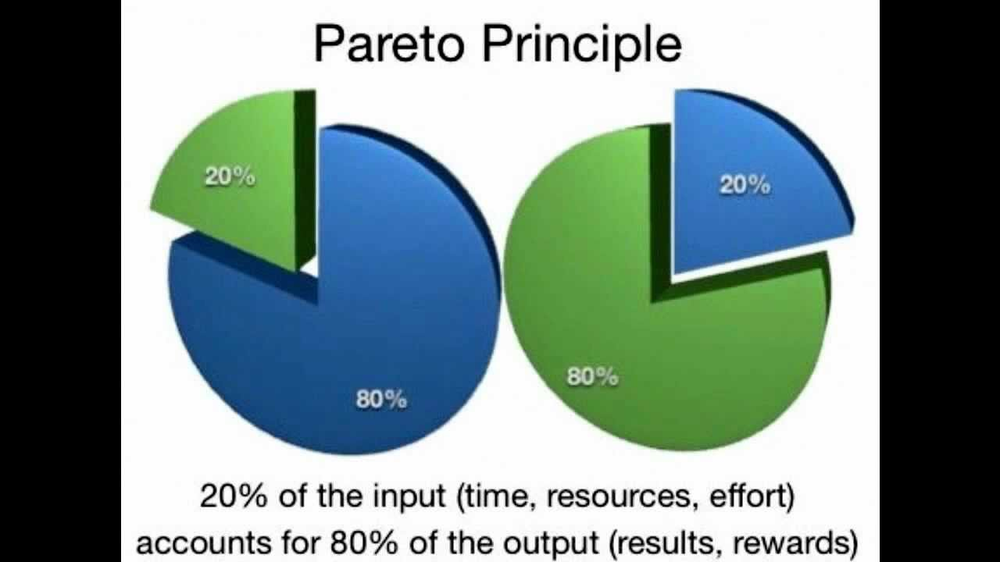 Pareto Principle
20%
80%
20%
80%
20% of the input (time, resources, effort)
accounts for 80% of the output (results, rewards)